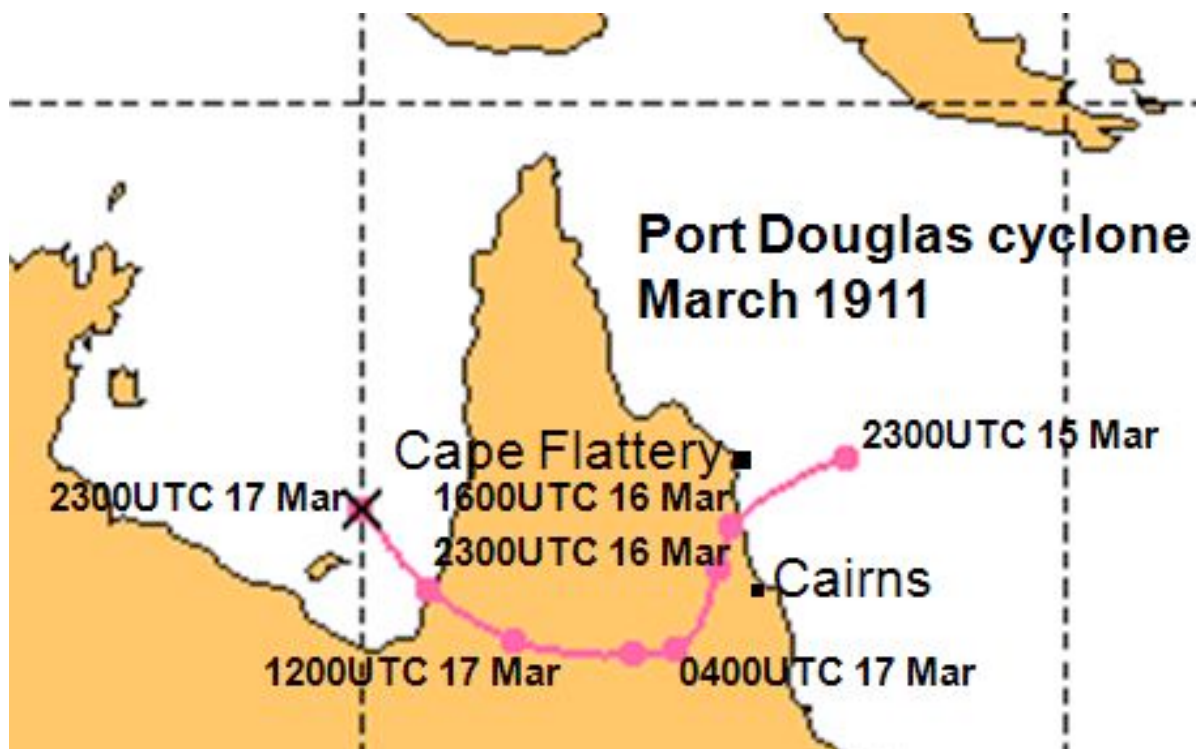 Port Douglas cyclone
March 1911
2300UTC 15 Mar
Cape Flattery
2300UTC 17 Mar
1600UTC 16 Mar
2300UTC 16 Mar
Cairns
1200UTC 17 Mar
0400UTC 17 Mar